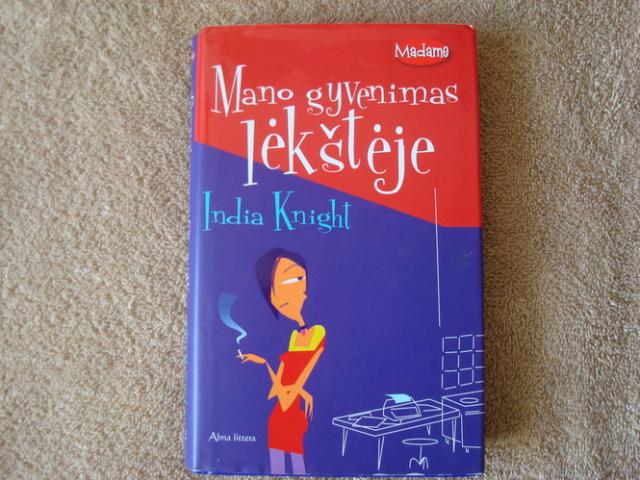 Madame
Mano gyvenimas
lėkštėje
India Knight
Alma littera